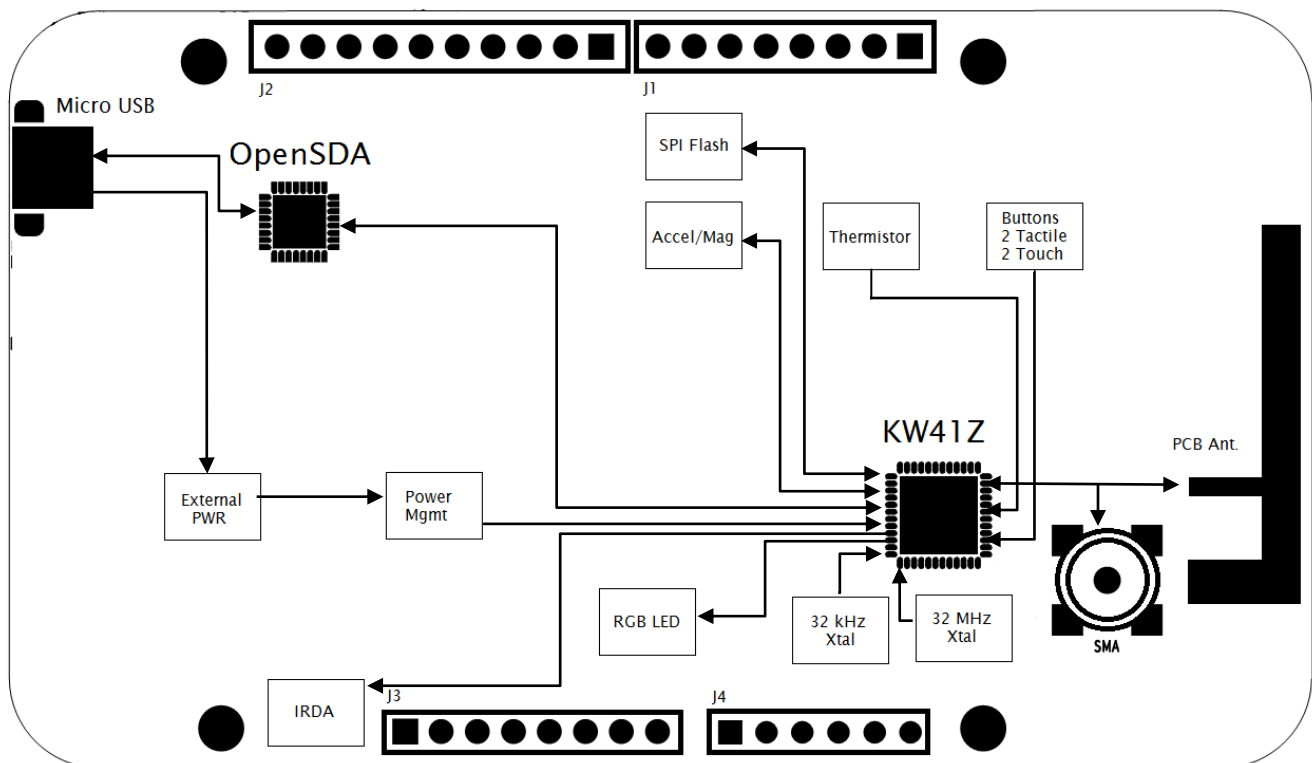 J2
J1
Micro USB
OpenSDA
SPI Flash
Accel/Mag
Thermistor
Buttons
2 Tactile
2 Touch
KW41Z
PCB Ant.
External
PWR
Power
Mgmt
RGB LED
32 kHz
Xtal
32 MHz
Xtal
SMA
IRDA
J3
J4